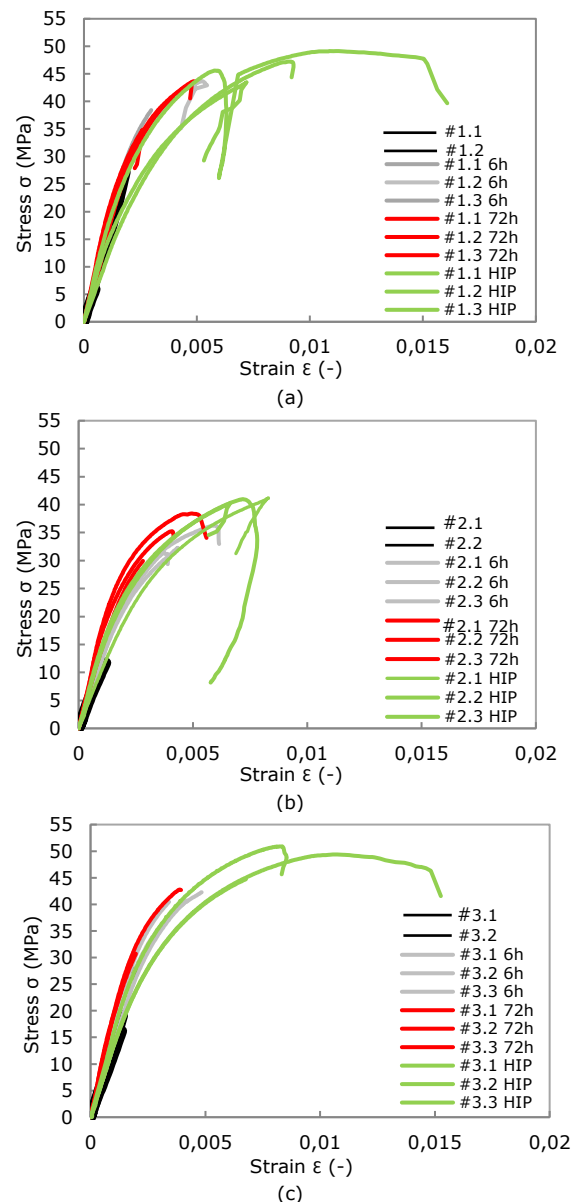 55
50
45
40
35
30
25
20
15
10
5
0
Stress σ (MPa)
#1.1
#1.2
#1.1 6h
#1.2 6h
#1.3 6h
#1.1 72h
#1.2 72h
#1.3 72h
#1.1 HIP
#1.2 HIP
#1.3 HIP
0 0,005 0,01 0,015 0,02
Strain ε (-)
(a)
55
50
45
40
35
30
25
20
15
10
5
0
Stress σ (MPa)
#2.1
#2.2
#2.1 6h
#2.2 6h
#2.3 6h
#2.1 72h
#2.2 72h
#2.3 72h
#2.1 HIP
#2.2 HIP
#2.3 HIP
0 0,005 0,01 0,015 0,02
Strain ε (-)
(b)
55
50
45
40
35
30
25
20
15
10
5
0
Stress σ (MPa)
#3.1
#3.2
#3.1 6h
#3.2 6h
#3.3 6h
#3.1 72h
#3.2 72h
#3.3 72h
#3.1 HIP
#3.2 HIP
#3.3 HIP
0 0,005 0,01 0,015 0,02
Strain ε (-)
(c)